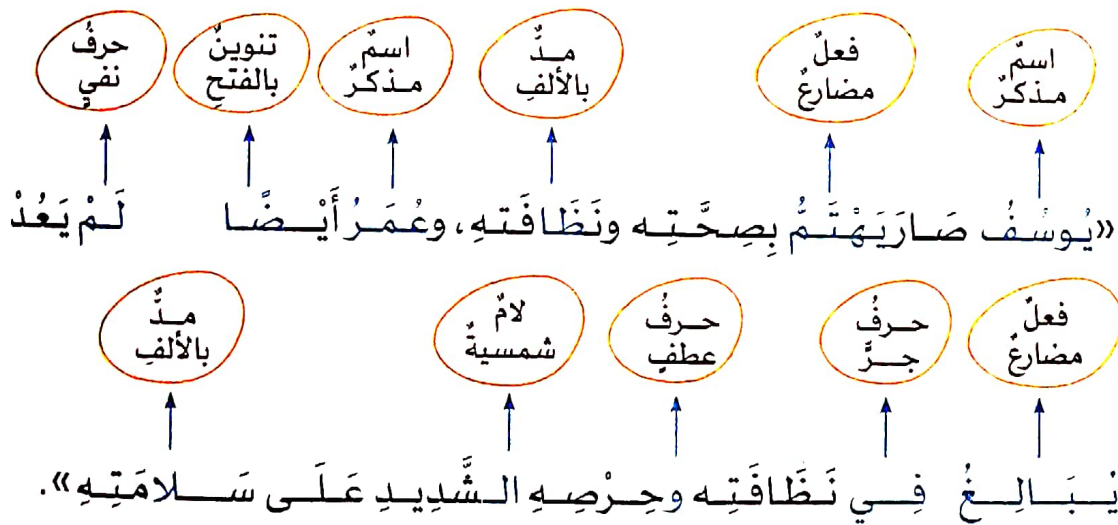 اسمٌ مذكرٌ
فعلٌ مضارعٌ
مدٌّ بالألفِ
اسمٌ مذكرٌ
تنوينٌ بالفتحِ
حرفُ نفيٍ
«يُوسُفُ صَارَ يَهْتَمُّ بِصِحَّتِه ونَظَافَتهِ، وعُمَرُ أَيْضًا لَمْ يَعُدْ
فعلٌ مضارعٌ
حرفُ جرٍّ
حرفُ عطفٍ
لامٌ شمسيةٌ
مدٌّ بالألفِ
يُبَالِغُ فِي نَظَافَتِه وحِرْصِهِ الشَّدِيدِ عَلَى سَلامَتِهِ».